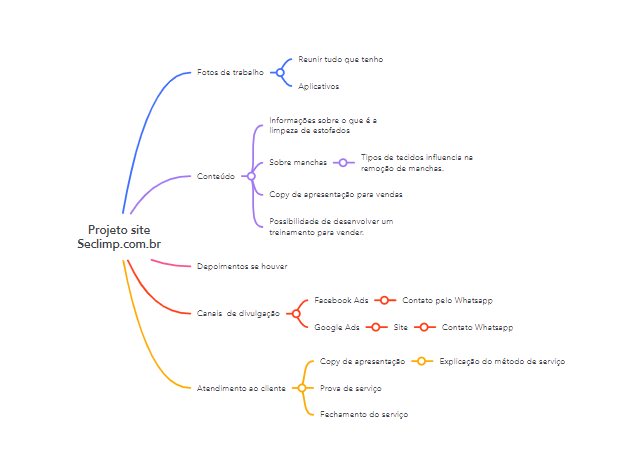 Projeto site
Seclimp.com.br
Fotos de trabalho
Reunir tudo que tenho
Aplicativos
Conteúdo
Informações sobre o que é a
limpeza de estofados
Sobre manchas
Tipos de tecidos influencia na
remoção de manchas.
Copy de apresentação para vendas
Possibilidade de desenvolver um
treinamento para vender.
Depoimentos se houver
Canais de divulgação
Facebook Ads
Contato pelo Whatsapp
Google Ads
Site
Contato Whatsapp
Atendimento ao cliente
Copy de apresentação
Explicação do método de serviço
Prova de serviço
Fechamento do serviço